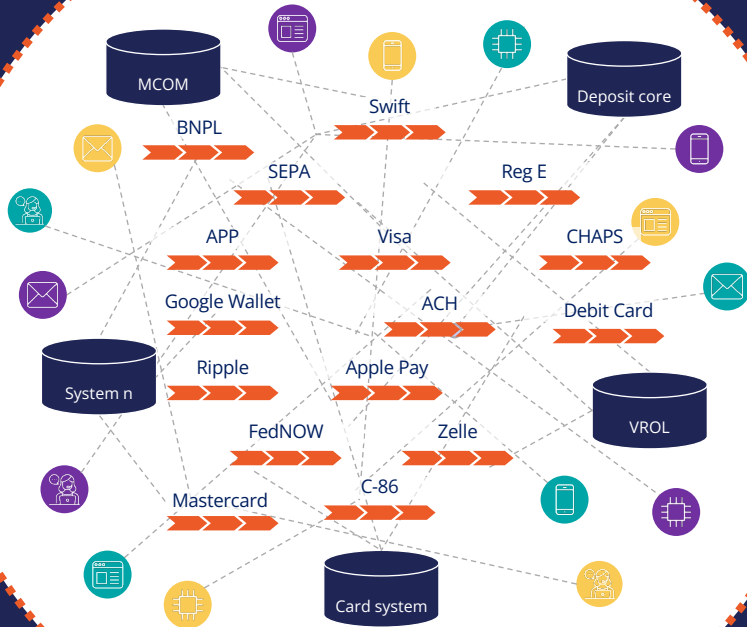 MCOM
Deposit core
Swift
BNPL
SEPA
Reg E
APP
Visa
CHAPS
Google Wallet
ACH
Debit Card
Ripple
Apple Pay
System n
VROL
FedNOW
Zelle
Mastercard
C-86
Card system